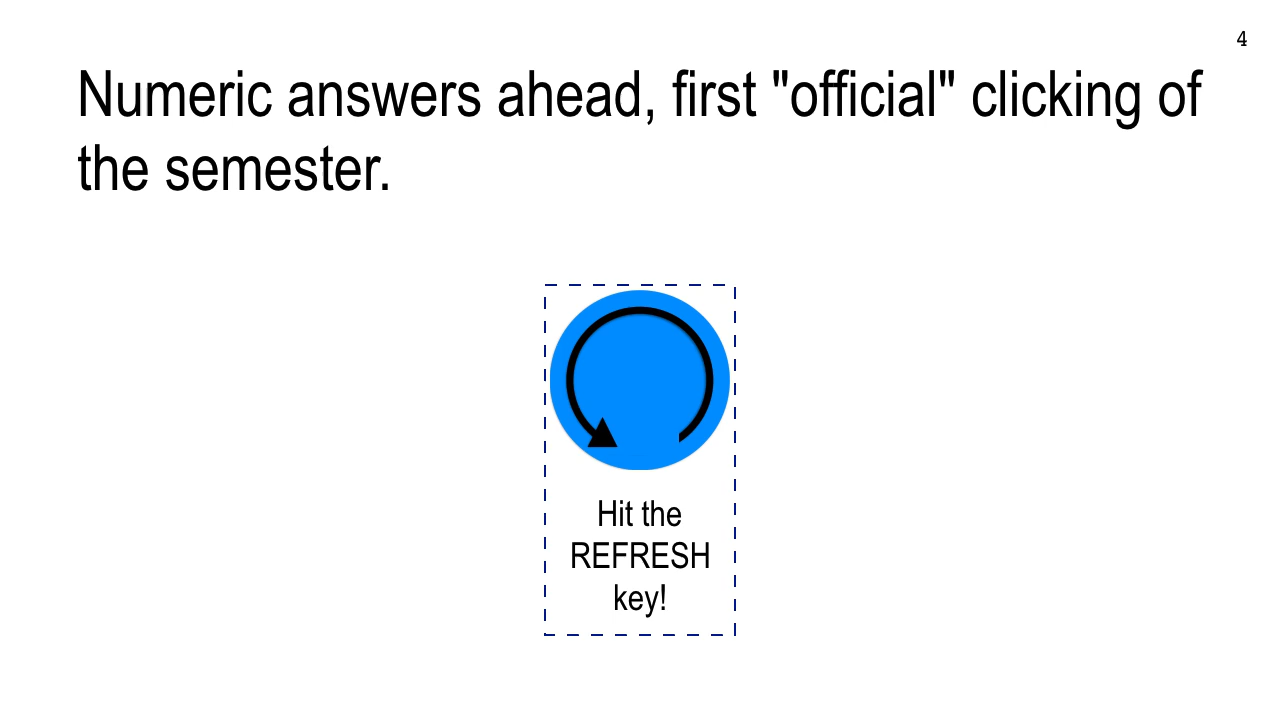 4
Numeric answers ahead, first "official" clicking of
the semester.
Hit the
REFRESH
key!